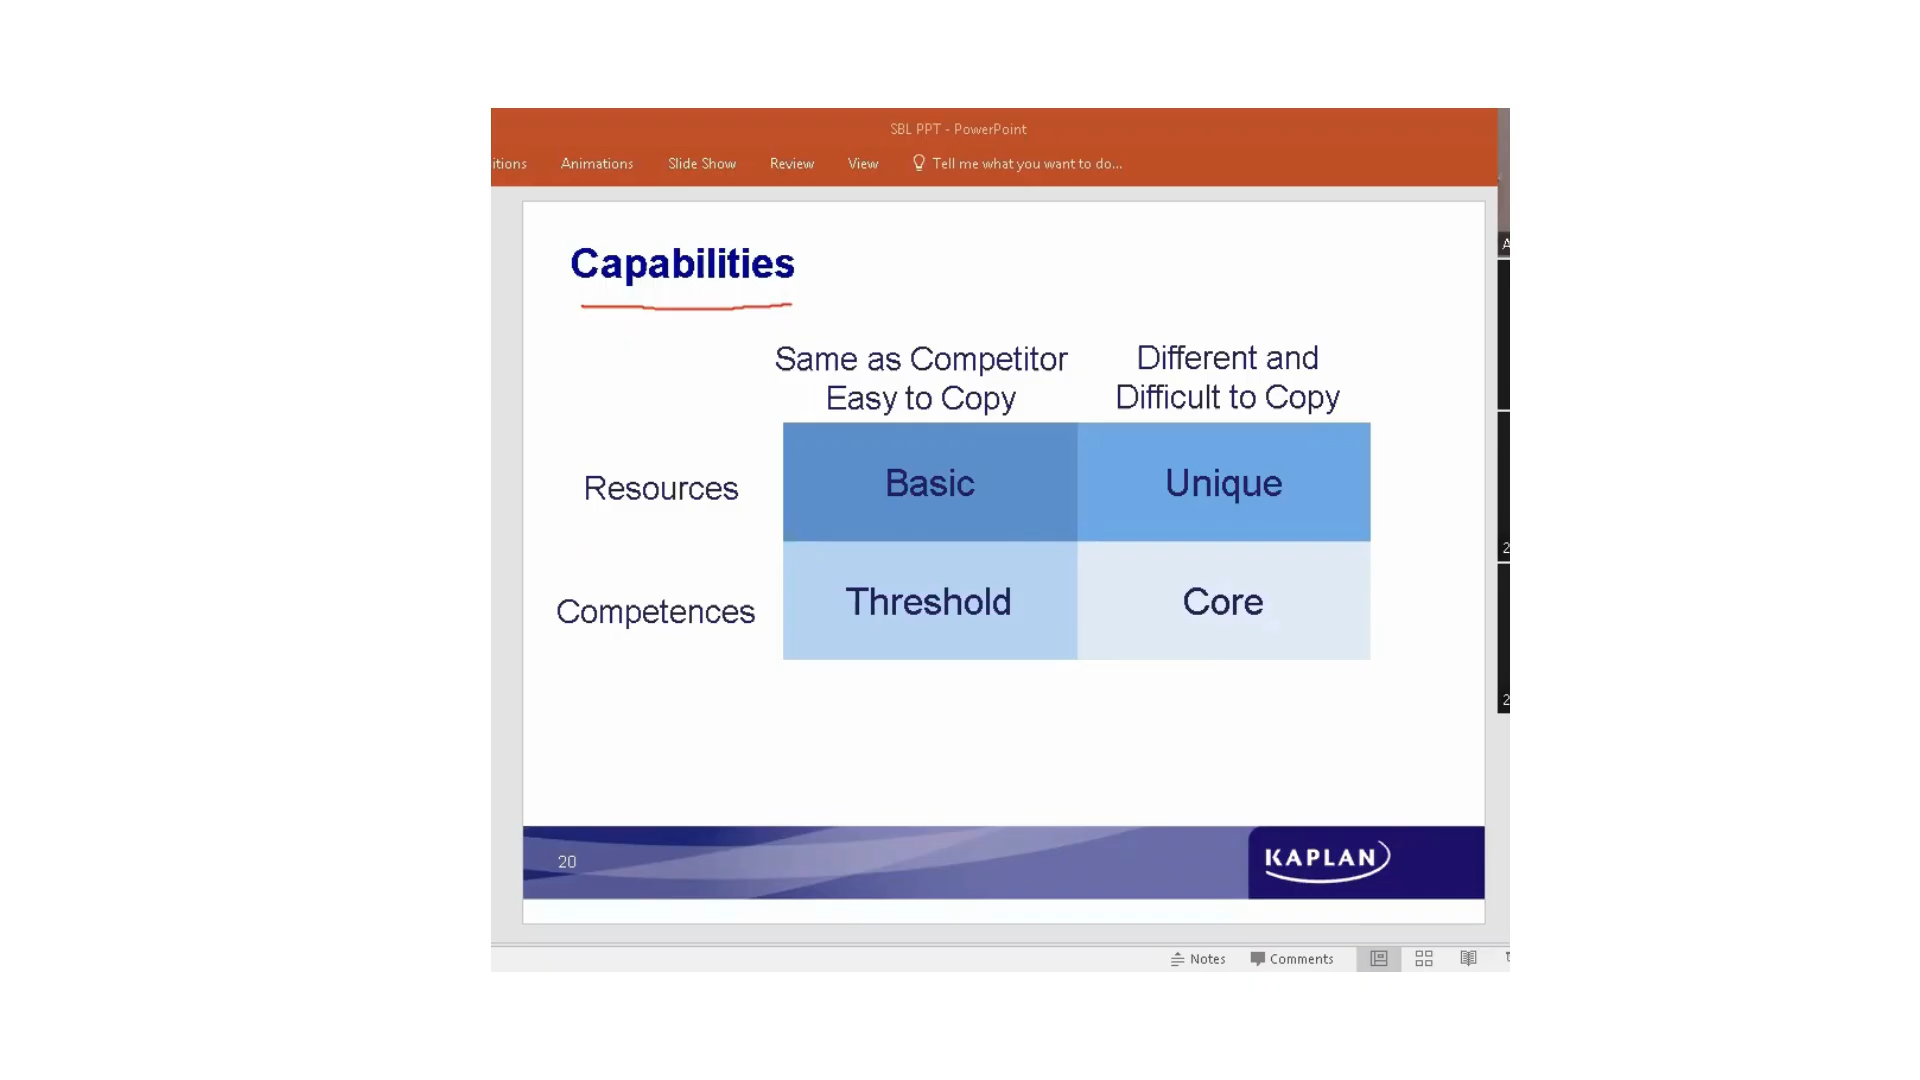 SBL PPT - PowerPoint
itions Animations Slide Show Review View Tell me what you want to do...
Capabilities
Same as Competitor
Easy to Copy
Different and
Difficult to Copy
Resources
Basic
Unique
Competences
Threshold
Core
20
KAPLAN
A
2
2
Notes Comments